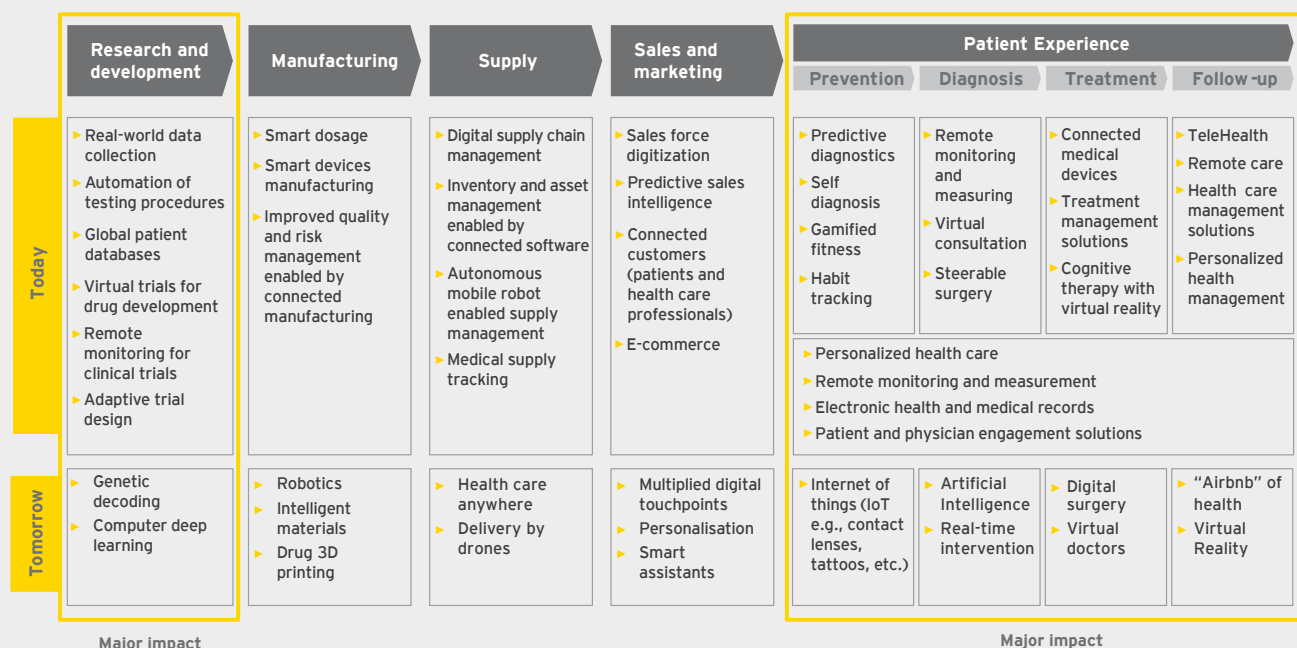 Research and
development
Manufacturing
Supply
Sales and
marketing
Patient Experience
Prevention
Diagnosis
Treatment
Follow-up
Today
Real-world data
collection
Automation of
testing procedures
Global patient
databases
Virtual trials for
drug development
Remote
monitoring for
clinical trials
Adaptive trial
design
Smart dosage
Smart devices
manufacturing
Improved quality
and risk
management
enabled by
connected
manufacturing
Digital supply chain
management
Inventory and asset
management
enabled by
connected software
Autonomous
mobile robot
enabled supply
management
Medical supply
tracking
Sales force
digitization
Predictive sales
intelligence
Connected
customers
(patients and
health care
professionals)
E-commerce
Predictive
diagnostics
Self
diagnosis
Gamified
fitness
Habit
tracking
Remote
monitoring
and
measuring
Virtual
consultation
Steerable
surgery
Connected
medical
devices
Treatment
management
solutions
Cognitive
therapy with
virtual reality
TeleHealth
Remote care
Health care
management
solutions
Personalized
health
management
Personalized health care
Remote monitoring and measurement
Electronic health and medical records
Patient and physician engagement solutions
Tomorrow
Genetic
decoding
Computer deep
learning
Robotics
Intelligent
materials
Drug 3D
printing
Health care
anywhere
Delivery by
drones
Multiplied digital
touchpoints
Personalisation
Smart
assistants
Internet of
things (IoT
e.g., contact
lenses,
tattoos, etc.)
Artificial
Intelligence
Real-time
intervention
Digital
surgery
Virtual
doctors
“Airbnb” of
health
Virtual
Reality
Major impact
Major impact